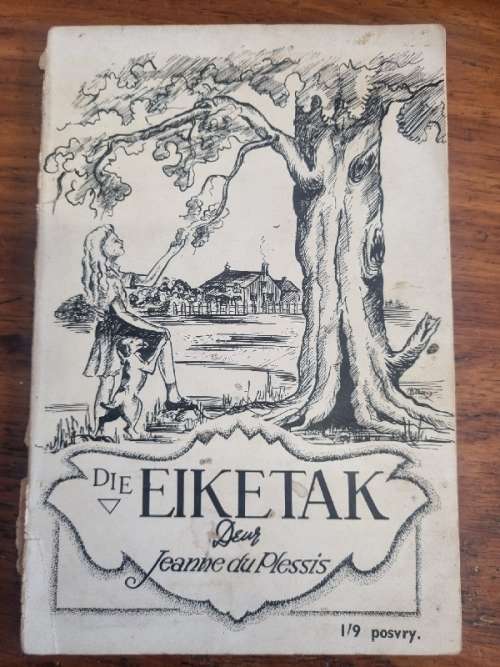 DIE EIKETAK
Deur
Jeanne du Plessis
1/9 posvry.